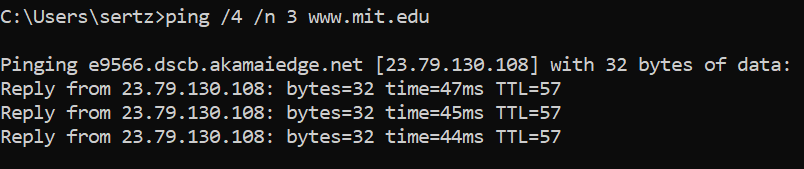 C:\Users\sertz>ping /4 /n 3 www.mit.edu
Pinging e9566.dscb.akamaiedge.net [23.79.130.108] with 32 bytes of data:
Reply from 23.79.130.108: bytes=32 time=47ms TTL=57
Reply from 23.79.130.108: bytes=32 time=45ms TTL=57
Reply from 23.79.130.108: bytes=32 time=44ms TTL=57